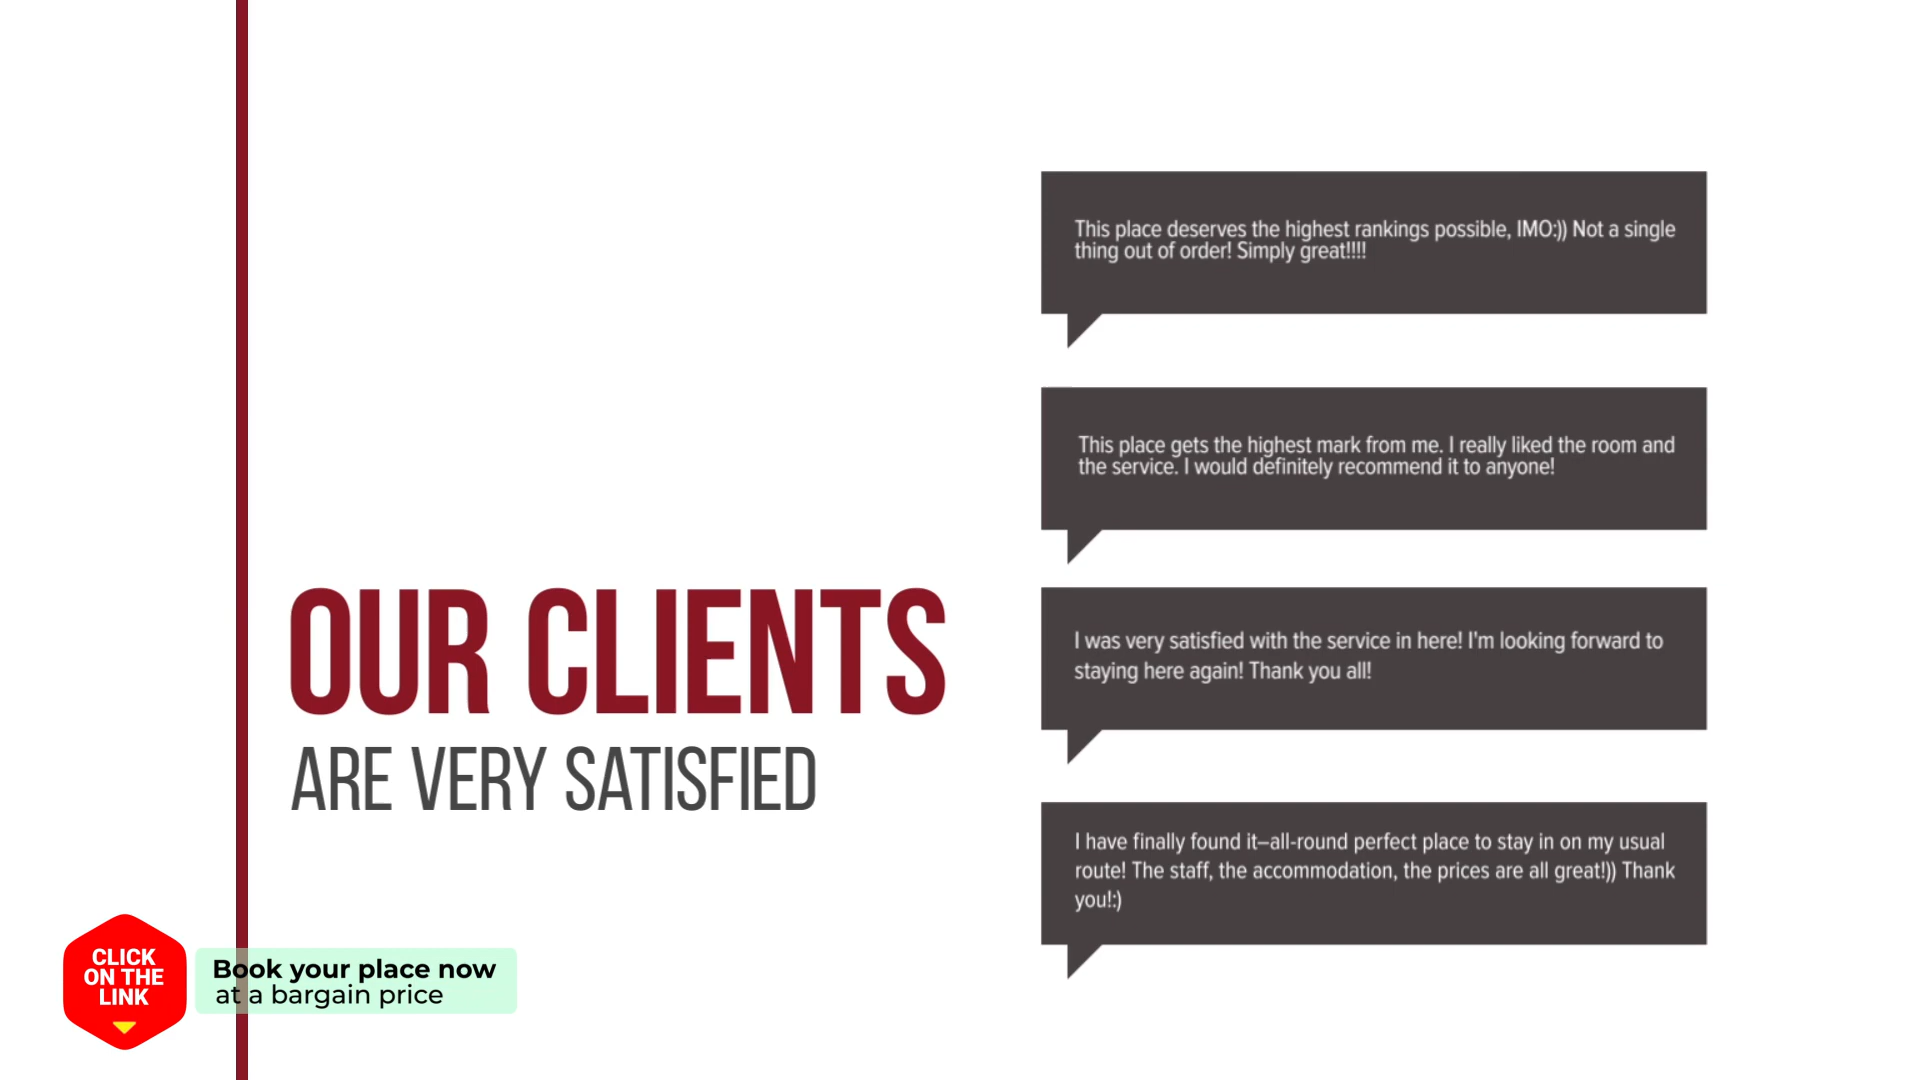 OUR CLIENTS
ARE VERY SATISFIED
This place deserves the highest rankings possible, IMO:)) Not a single
thing out of order! Simply great!!!!
This place gets the highest mark from me. I really liked the room and
the service. I would definitely recommend it to anyone!
I was very satisfied with the service in here! I'm looking forward to
staying here again! Thank you all!
I have finally found it–all-round perfect place to stay in on my usual
route! The staff, the accommodation, the prices are all great!)) Thank
you!:)
CLICK
ON THE
LINK
Book your place now
at a bargain price